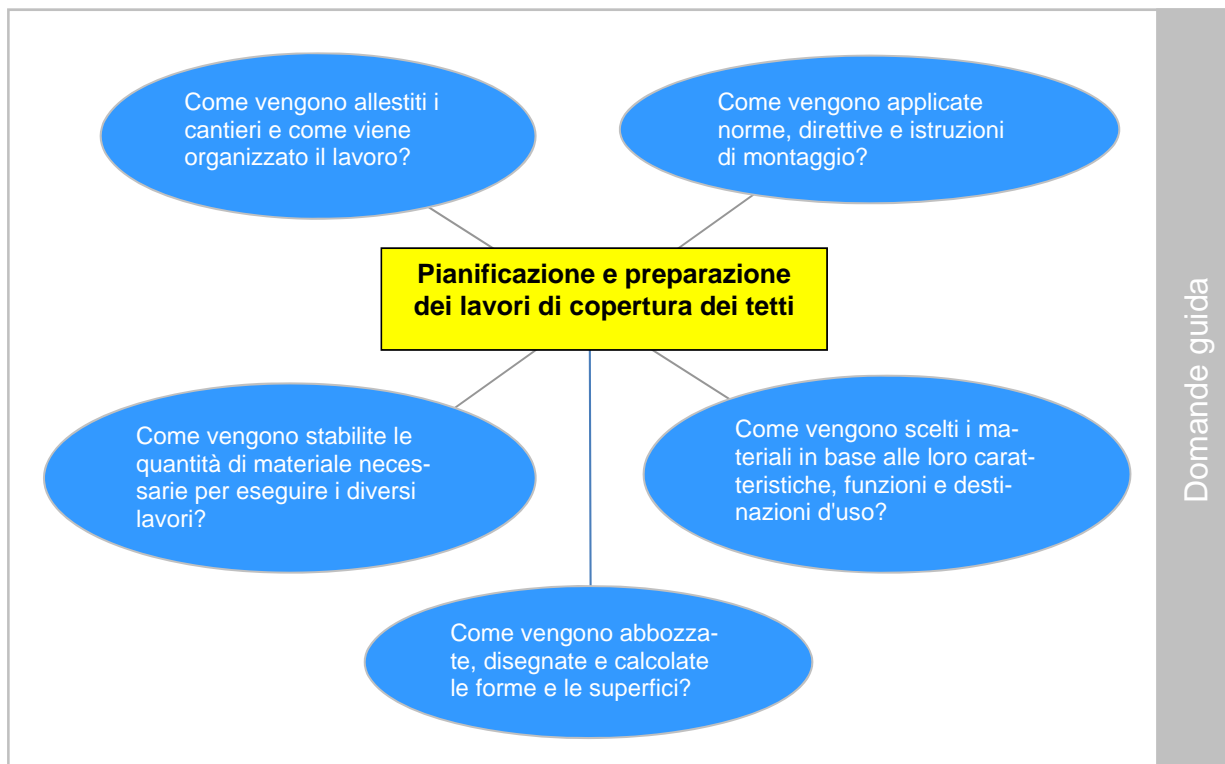 Come vengono allestiti i
cantieri e come viene
organizzato il lavoro?
Come vengono applicate
norme, direttive e istruzioni
di montaggio?
Pianificazione e preparazione
dei lavori di copertura dei tetti
Come vengono stabilite le
quantità di materiale neces-
sarie per eseguire i diversi
lavori?
Come vengono scelti i ma-
teriali in base alle loro carat-
teristiche, funzioni e desti-
nazioni d'uso?
Come vengono abbozza-
te, disegnate e calcolate
le forme e le superfici?
Domande guida